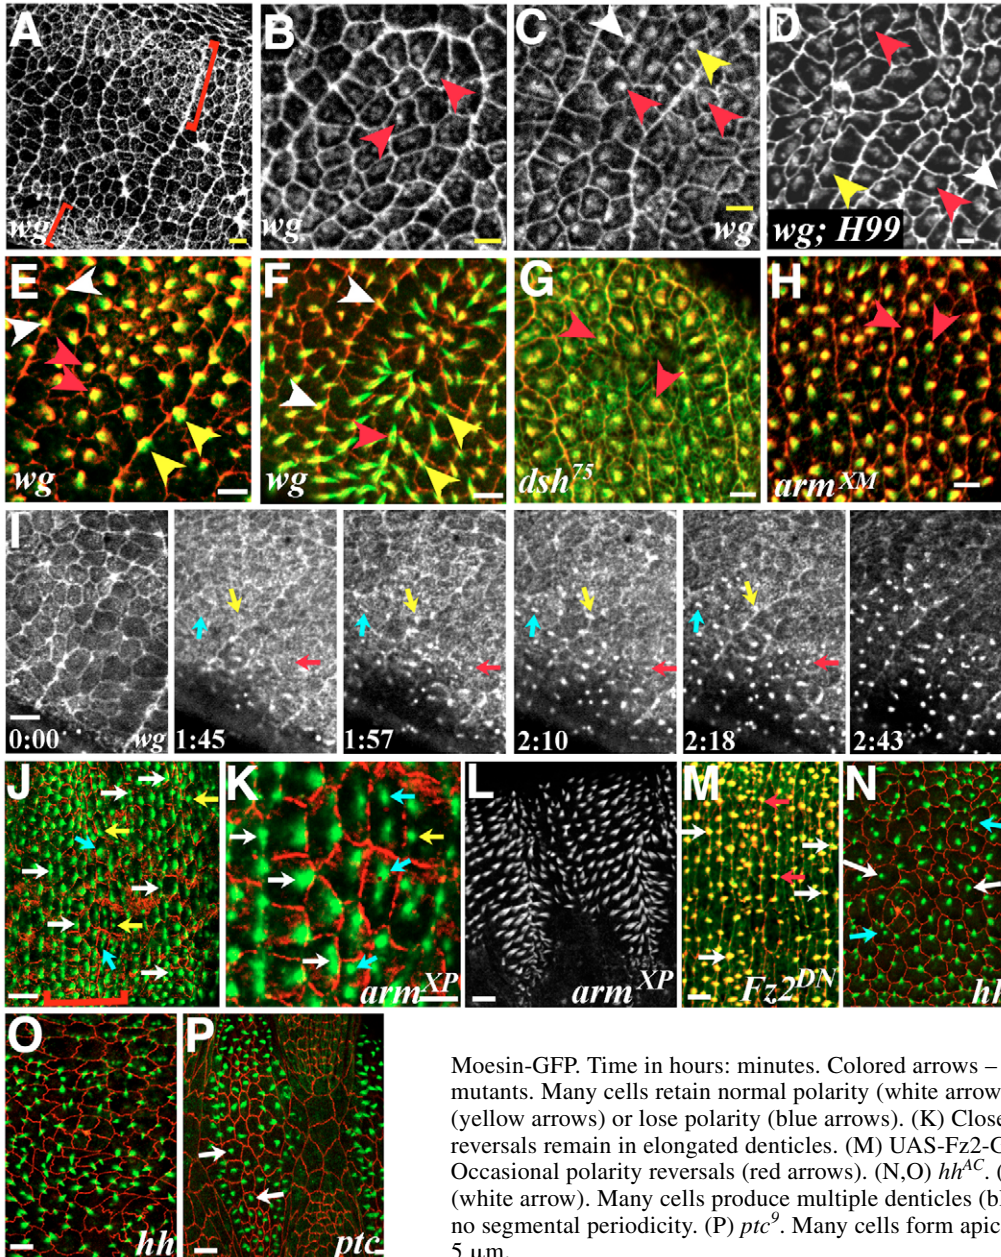 A
wg
B
wg
C
wg
D
wg; H99
E
wg
F
wg
G
dsh75
H
armXM
I
0:00
wg
1:45
1:57
2:10
2:18
2:43
J
K
armXP
L
armXP
M
Fz2DN
N
hh
O
hh
P
ptc
Moesin-GFP. Time in hours: minutes. Colored arrows –
mutants. Many cells retain normal polarity (white arrow
(yellow arrows) or lose polarity (blue arrows). (K) Close
reversals remain in elongated denticles. (M) UAS-Fz2-C
Occasional polarity reversals (red arrows). (N,O) hhAC. (
(white arrow). Many cells produce multiple denticles (bl
no segmental periodicity. (P) ptc9. Many cells form apic
5 μm.